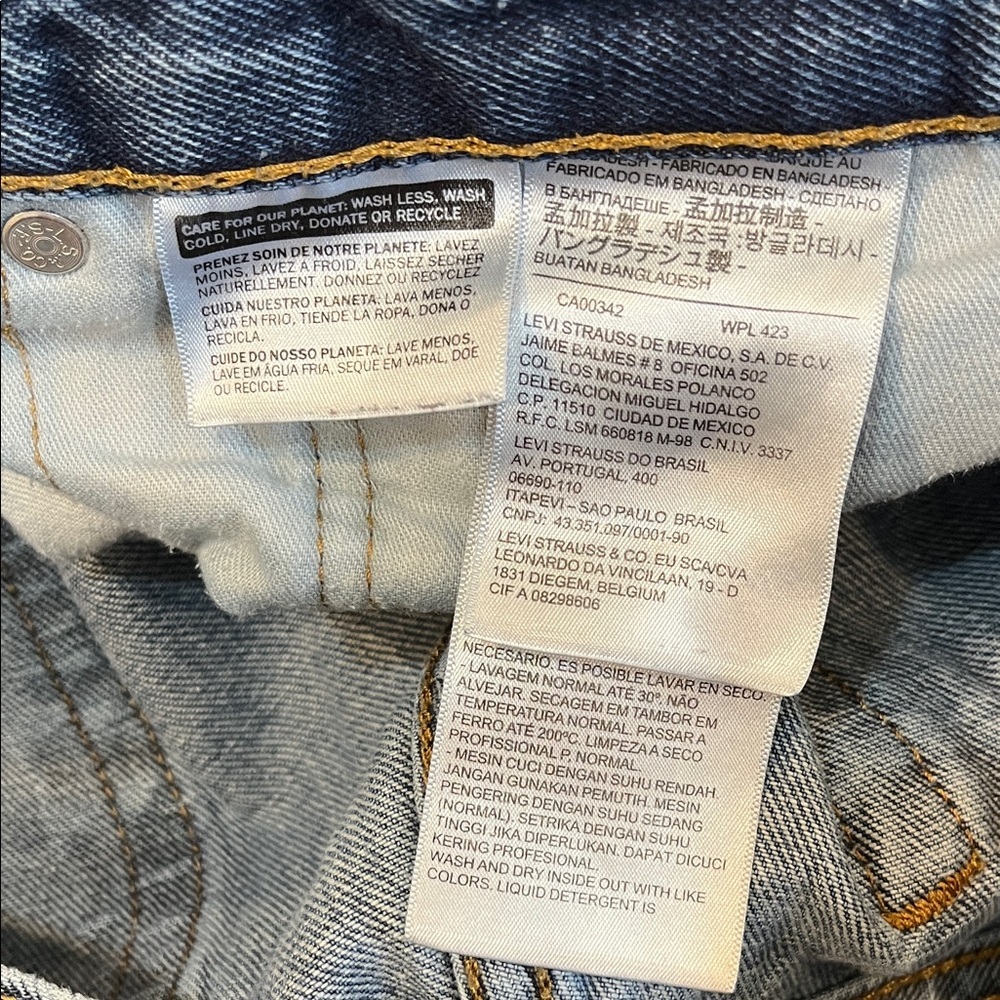 CARE FOR OUR PLANET: WASH LESS, WASH
COLD, LINE DRY, DONATE OR RECYCLE
PRENEZ SOIN DE NOTRE PLANETE: LAVEZ
MOINS, LAVEZ À FROID, LAISSEZ SECHER
NATURELLEMENT, DONNEZ OU RECYCLEZ
CUIDA NUESTRO PLANETA: LAVA MENOS,
LAVA EN FRIO, TIENDE LA ROPA, DONA O
RECICLA.
CUIDE DO NOSSO PLANETA: LAVE MENOS,
LAVE EM ÁGUA FRIA, SEQUE EM VARAL, DOE
OU RECICLE.
- FABRICADO EN BANGLADESH -
FABRICADO EM BANGLADESH - СДЕЛАНО
В БАНГЛАДЕШЕ - 孟加拉制造 -
孟加拉製 - 제조국 : 방글라데시 -
バングラデシュ製 -
BUATAN BANGLADESH
CA00342 WPL 423
LEVI STRAUSS DE MEXICO, S.A. DE C.V.
JAIME BALMES # 8 OFICINA 502
COL. LOS MORALES POLANCO
DELEGACION MIGUEL HIDALGO
C.P. 11510 CIUDAD DE MEXICO
R.F.C. LSM 660818 M-98 C.N.I.V. 3337
LEVI STRAUSS DO BRASIL
AV. PORTUGAL, 400
06690-110
ITAPEVI – SAO PAULO BRASIL
CNPJ: 43.351.097/0001-90
LEVI STRAUSS & CO. EU SCA/CVA
LEONARDO DA VINCILAAN, 19 - D
1831 DIEGEM, BELGIUM
CIF A 08298606
NECESARIO. ES POSIBLE LAVAR EN SECO.
- LAVAGEM NORMAL ATÉ 30º. NÃO
ALVEJAR. SECAGEM EM TAMBOR EM
TEMPERATURA NORMAL. PASSAR A
FERRO ATÉ 200ºC. LIMPEZA A SECO
PROFISSIONAL P. NORMAL.
- MESIN CUCI DENGAN SUHU RENDAH.
JANGAN GUNAKAN PEMUTIH. MESIN
PENGERING DENGAN SUHU SEDANG
(NORMAL). SETRIKA DENGAN SUHU
TINGGI JIKA DIPERLUKAN. DAPAT DICUCI
KERING PROFESIONAL.
WASH AND DRY INSIDE OUT WITH LIKE
COLORS. LIQUID DETERGENT IS